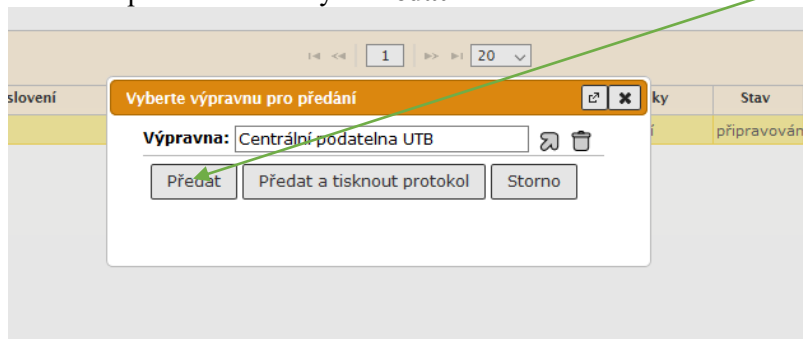 1 20
slovení ky Stav
Vyberte výpravnu pro předání
připravován
Výpravna: Centrální podatelna UTB
Předat Předat a tisknout protokol Storno